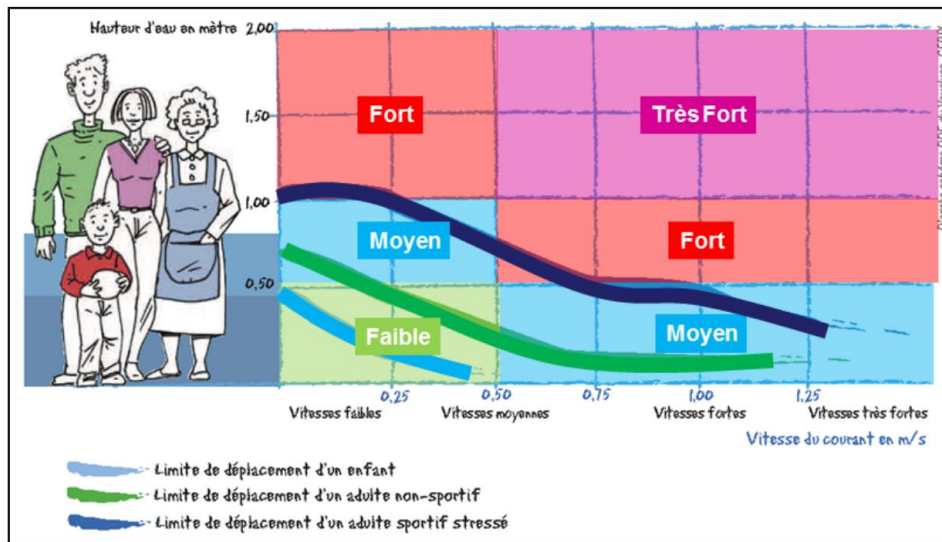 Hauteur d'eau en mètre
2,00
Fort
Très Fort
1,50
1,00
Moyen
Fort
0,50
Faible
Moyen
0,25
0,50
0,75
1,00
1,25
Vitesses faibles
Vitesses moyennes
Vitesses fortes
Vitesses très fortes
Vitesse du courant en m/s
Limite de déplacement d'un enfant
Limite de déplacement d'un adulte non-sportif
Limite de déplacement d'un adulte sportif stressé